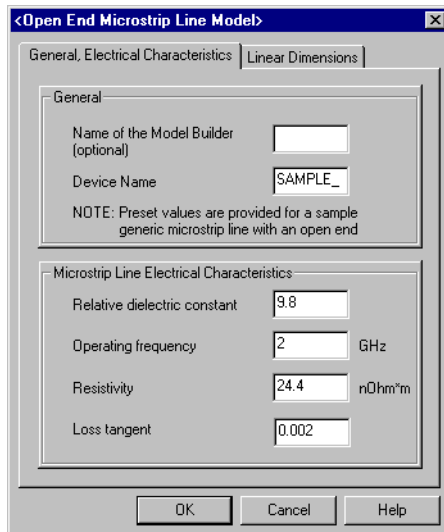 <Open End Microstrip Line Model>
General, Electrical Characteristics
Linear Dimensions
General
Name of the Model Builder
(optional)
Device Name
SAMPLE_
NOTE: Preset values are provided for a sample
generic microstrip line with an open end
Microstrip Line Electrical Characteristics
Relative dielectric constant
9.8
Operating frequency
2
GHz
Resistivity
24.4
nOhm*m
Loss tangent
0.002
OK
Cancel
Help